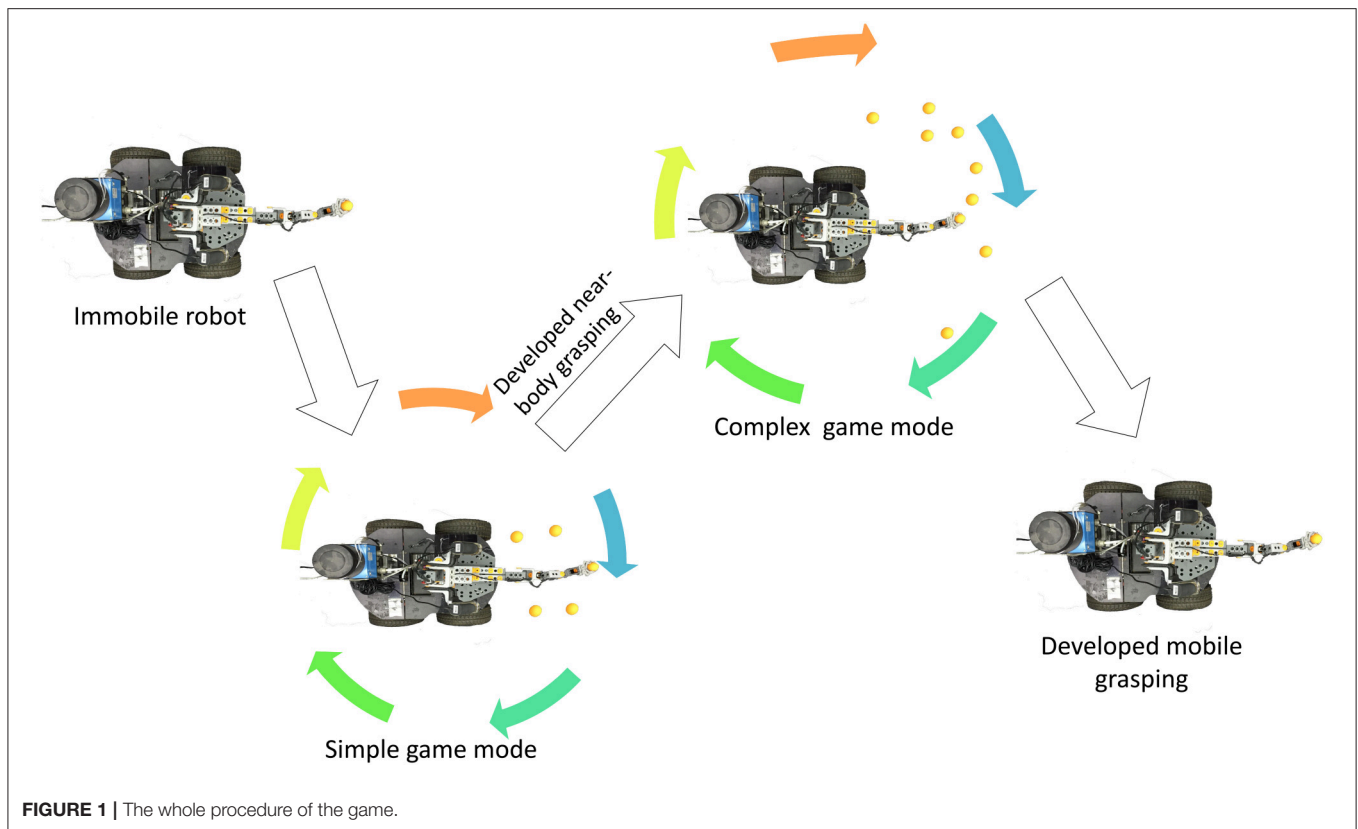 Immobile robot
Developed near-
body grasping
Complex  game mode
Simple game mode
Developed mobile
grasping
FIGURE 1 | The whole procedure of the game.